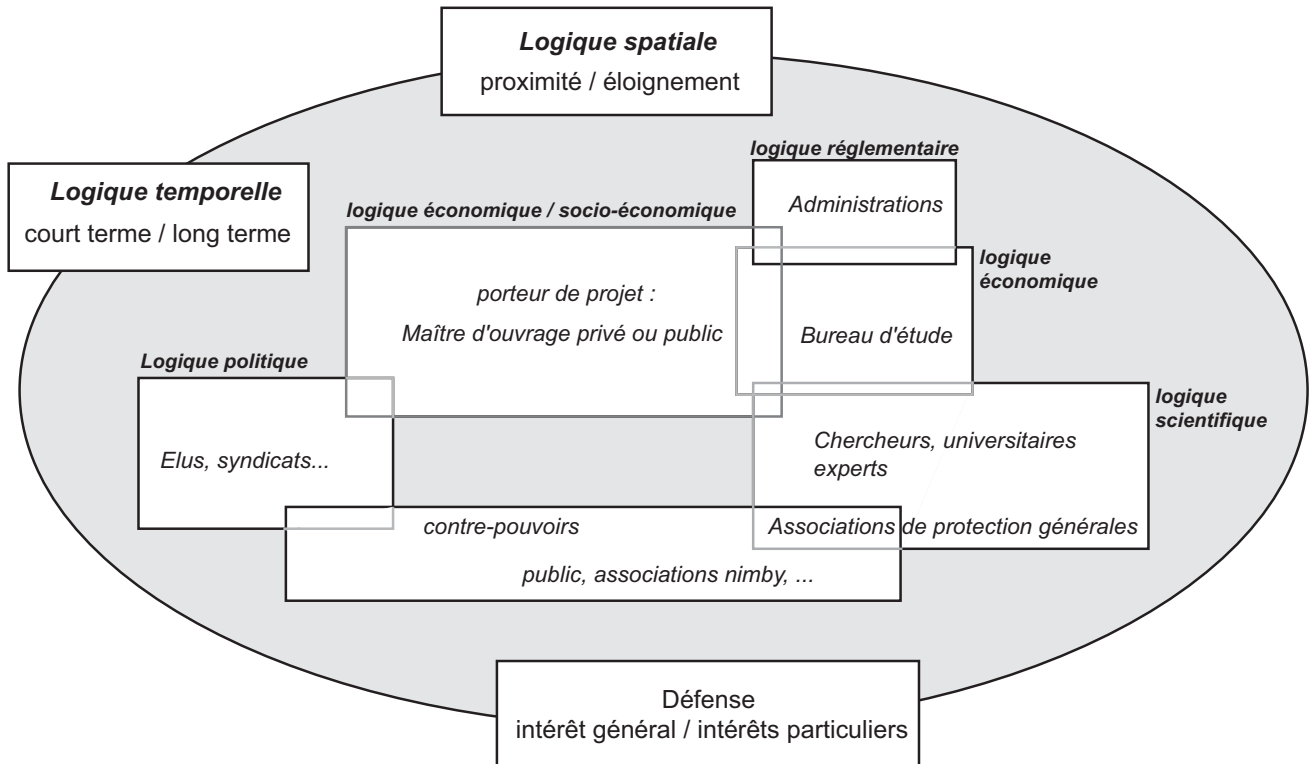 Logique spatiale
proximité / éloignement
logique réglementaire
Administrations
Logique temporelle
court terme / long terme
logique économique / socio-économique
porteur de projet :
Maître d'ouvrage privé ou public
logique
économique
Bureau d'étude
Logique politique
Elus, syndicats...
logique
scientifique
Chercheurs, universitaires
experts
contre-pouvoirs
Associations de protection générales
public, associations nimby, ...
Défense
intérêt général / intérêts particuliers